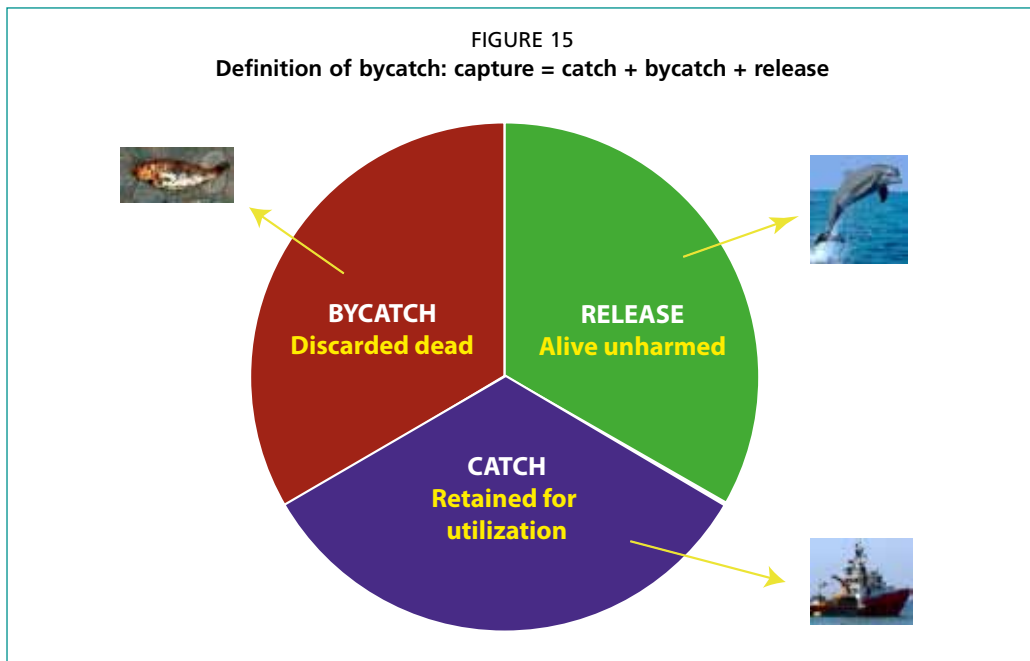 FIGURE 15
Definition of bycatch: capture = catch + bycatch + release
BYCATCH
Discarded dead
RELEASE
Alive unharmed
CATCH
Retained for
utilization